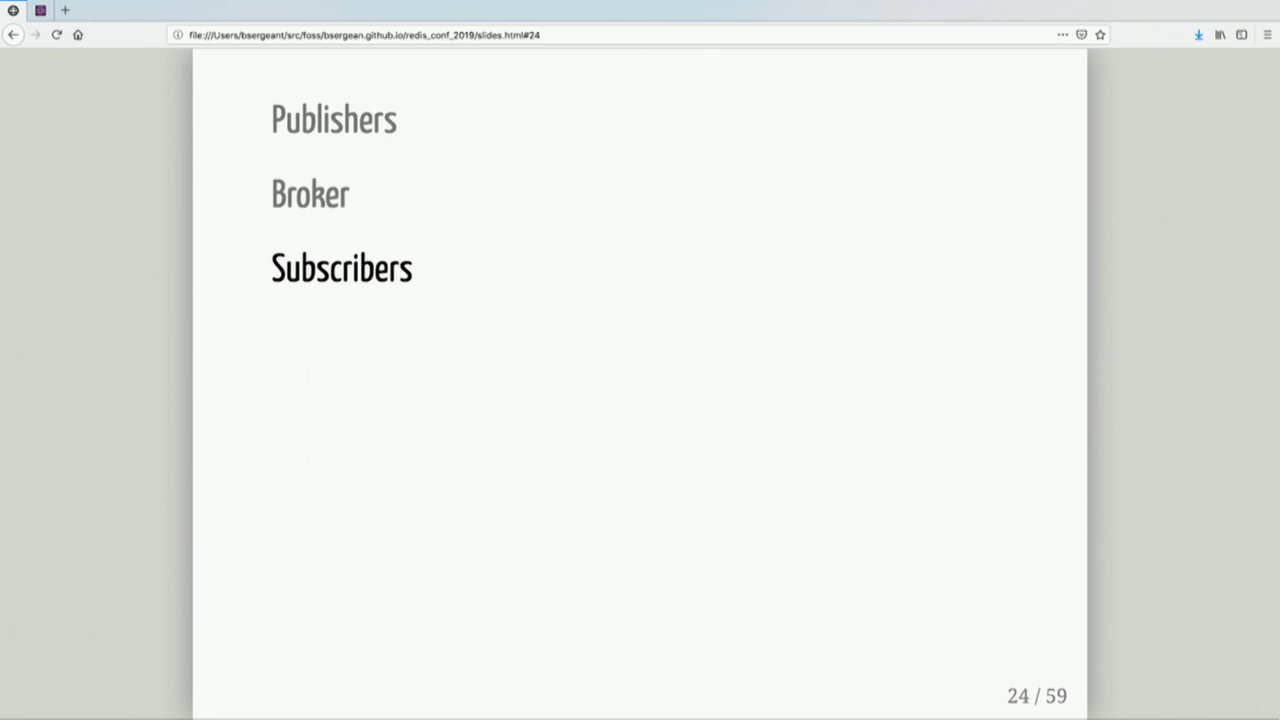 file:///Users/bsergeant/src/foss/bsergean.github.io/redis_conf_2019/slides.html#24
Publishers
Broker
Subscribers
24 / 59